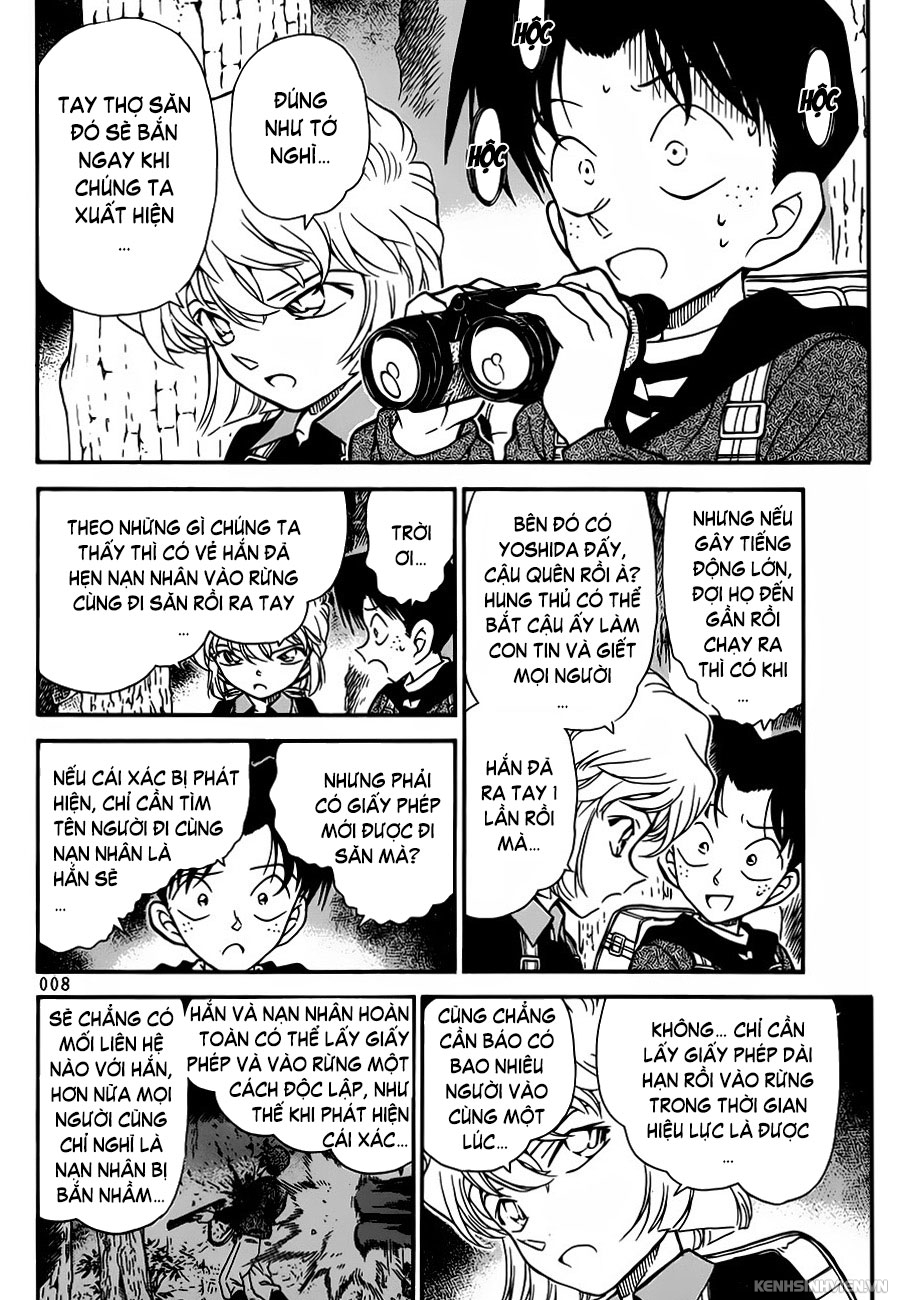 HỘC
HỘC
HỘC
HỘC
ĐÚNG
NHƯ TỚ
NGHĨ...
TAY THỢ SĂN
ĐÓ SẼ BẮN
NGAY KHI
CHÚNG TA
XUẤT HIỆN
...
NHƯNG NẾU
GÂY TIẾNG
ĐỘNG LỚN,
ĐỢI HỌ ĐẾN
GẦN RỒI
CHẠY RA
THÌ CÓ KHI
...
BÊN ĐÓ CÓ
YOSHIDA ĐẤY,
CẬU QUÊN RỒI À?
HUNG THỦ CÓ THỂ
BẮT CẬU ẤY LÀM
CON TIN VÀ GIẾT
MỌI NGƯỜI
...
HẮN ĐÃ
RA TAY 1
LẦN RỒI
MÀ...
TRỜI
ƠI...
THEO NHỮNG GÌ CHÚNG TA
THẤY THÌ CÓ VẺ HẮN ĐÃ
HẸN NẠN NHÂN VÀO RỪNG
CÙNG ĐI SĂN RỒI RA TAY
...
NHƯNG PHẢI
CÓ GIẤY PHÉP
MỚI ĐƯỢC ĐI
SĂN MÀ?
NẾU CÁI XÁC BỊ PHÁT
HIỆN, CHỈ CẦN TÌM
TÊN NGƯỜI ĐI CÙNG
NẠN NHÂN LÀ
HẮN SẼ
...
008
KHÔNG... CHỈ CẦN
LẤY GIẤY PHÉP DÀI
HẠN RỒI VÀO RỪNG
TRONG THỜI GIAN
HIỆU LỰC LÀ ĐƯỢC
...
CŨNG CHẲNG
CẦN BÁO CÓ
BAO NHIÊU
NGƯỜI VÀO
CÙNG MỘT
LÚC...
HẮN VÀ NẠN NHÂN HOÀN
TOÀN CÓ THỂ LẤY GIẤY
PHÉP VÀ VÀO RỪNG MỘT
CÁCH ĐỘC LẬP, NHƯ
THẾ KHI PHÁT HIỆN
CÁI XÁC...
SẼ CHẲNG CÓ
MỐI LIÊN HỆ
NÀO VỚI HẮN,
HƠN NỮA MỌI
NGƯỜI CŨNG
CHỈ NGHĨ LÀ
NẠN NHÂN BỊ
BẮN NHẦM...
KENHSINHVIEN.VN